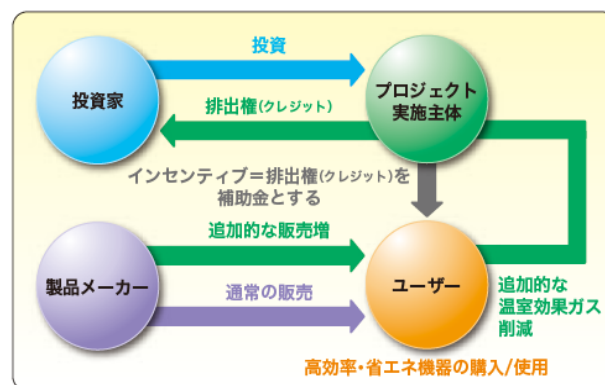 投資
投資家
プロジェクト
実施主体
排出権(クレジット)
インセンティブ＝排出権(クレジット)を
補助金とする
追加的な販売増
製品メーカー
ユーザー
通常の販売
追加的な
温室効果ガス
削減
高効率・省エネ機器の購入/使用